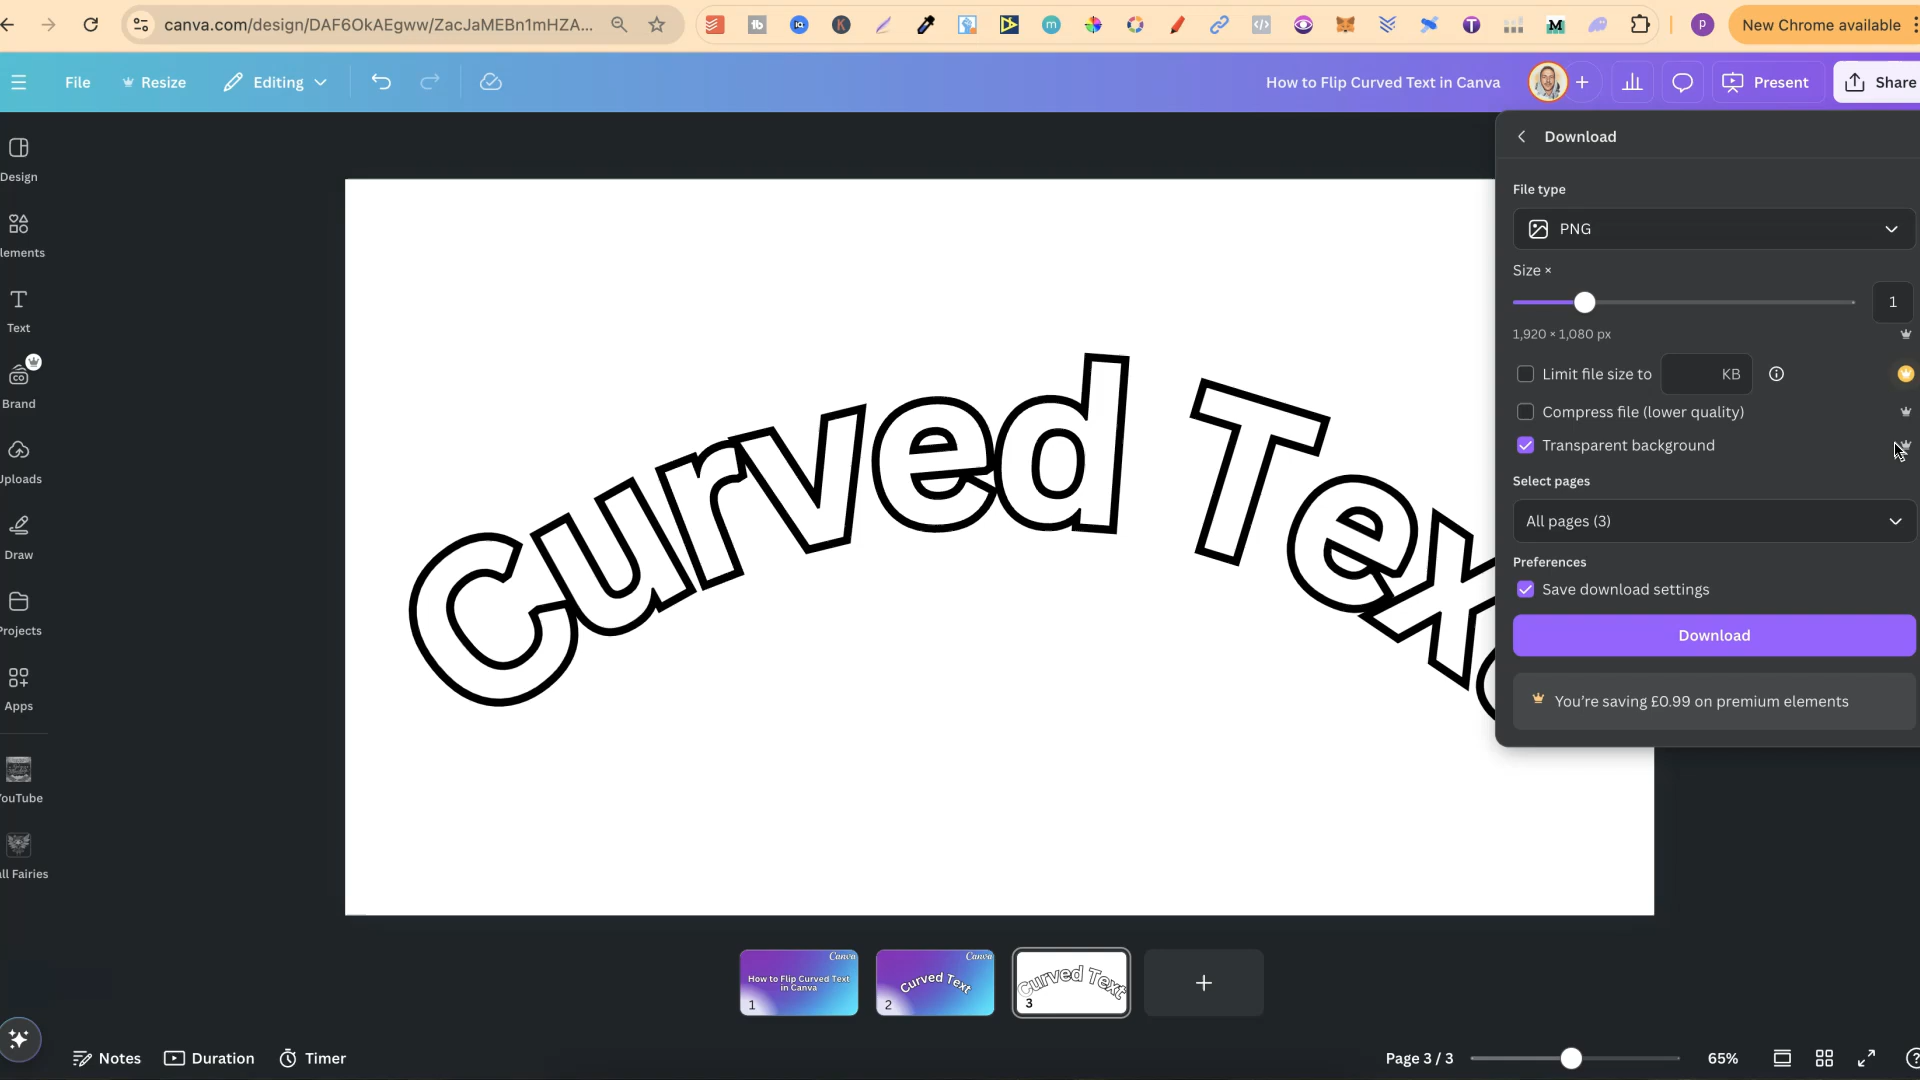 canva.com/design/DAF6OkAEgww/ZacJaMEBn1mHZA...
New Chrome available
File
Resize
Editing
How to Flip Curved Text in Canva
Present
Share
Design
lements
Text
Brand
Uploads
Draw
Projects
Apps
YouTube
ll Fairies
Curved Tex
Download
File type
PNG
Size ×
1
1,920 × 1,080 px
Limit file size to
KB
Compress file (lower quality)
Transparent background
Select pages
All pages (3)
Preferences
Save download settings
Download
You're saving £0.99 on premium elements
Canva
How to Flip Curved Text
in Canva
1
Canva
Curved Text
2
Curved Text
3
Notes
Duration
Timer
Page 3 / 3
65%